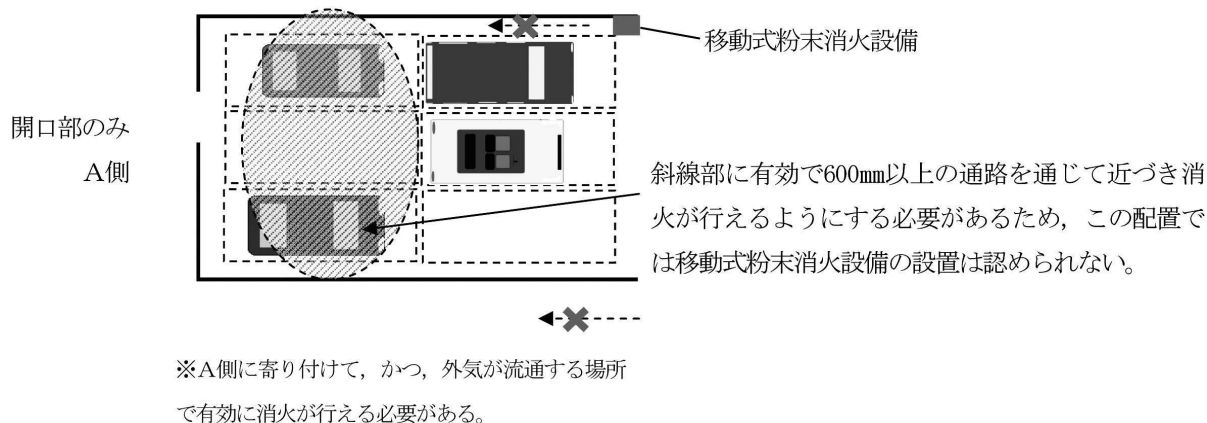 移動式粉末消火設備
開口部のみ
A側
斜線部に有効で600㎜以上の通路を通じて近づき消
火が行えるようにする必要があるため，この配置で
は移動式粉末消火設備の設置は認められない。
※A側に寄り付けて，かつ，外気が流通する場所
で有効に消火が行える必要がある。